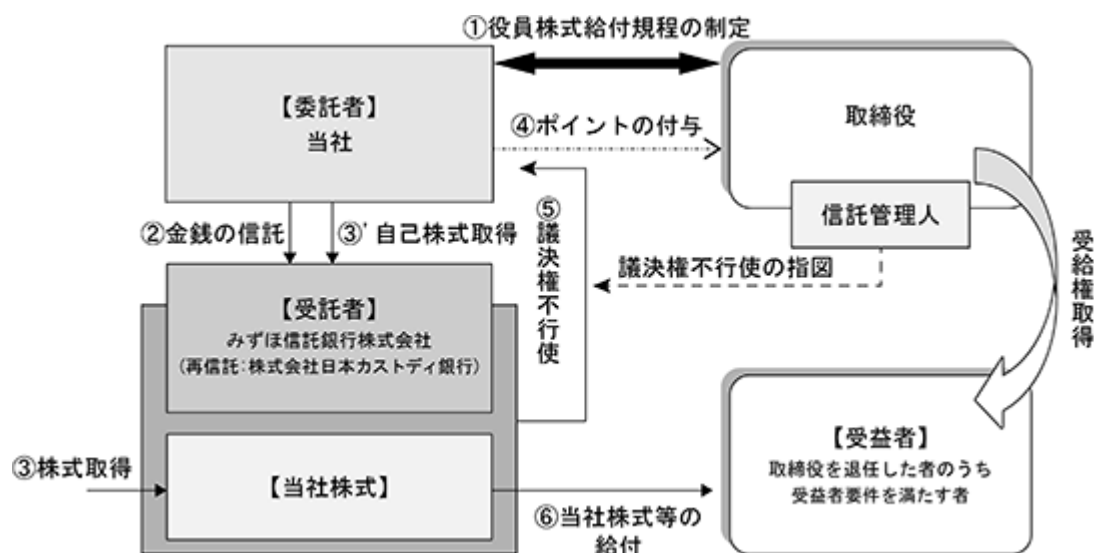 ①役員株式給付規程の制定
【委託者】
当社
取締役
④ポイントの付与
信託管理人
②金銭の信託
③’自己株式取得
⑤議決権不行使
議決権不行使の指図
受給権取得
【受託者】
みずほ信託銀行株式会社
(再信託:株式会社日本カストディ銀行)
③株式取得
【当社株式】
⑥当社株式等の
給付
【受益者】
取締役を退任した者のうち
受益者要件を満たす者